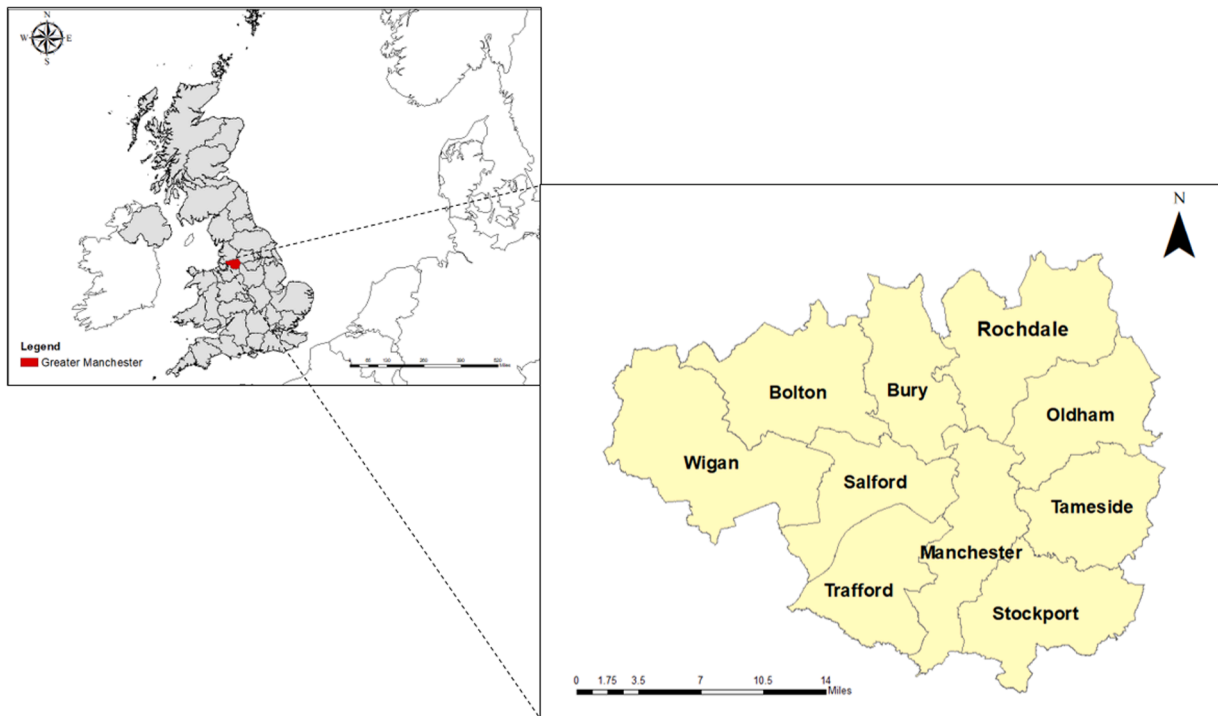 N
W E
S
Legend
Greater Manchester
Miles
N
Rochdale
Bolton
Bury
Oldham
Wigan
Salford
Tameside
Manchester
Trafford
Stockport
0 1.75 3.5 7 10.5 14
Miles